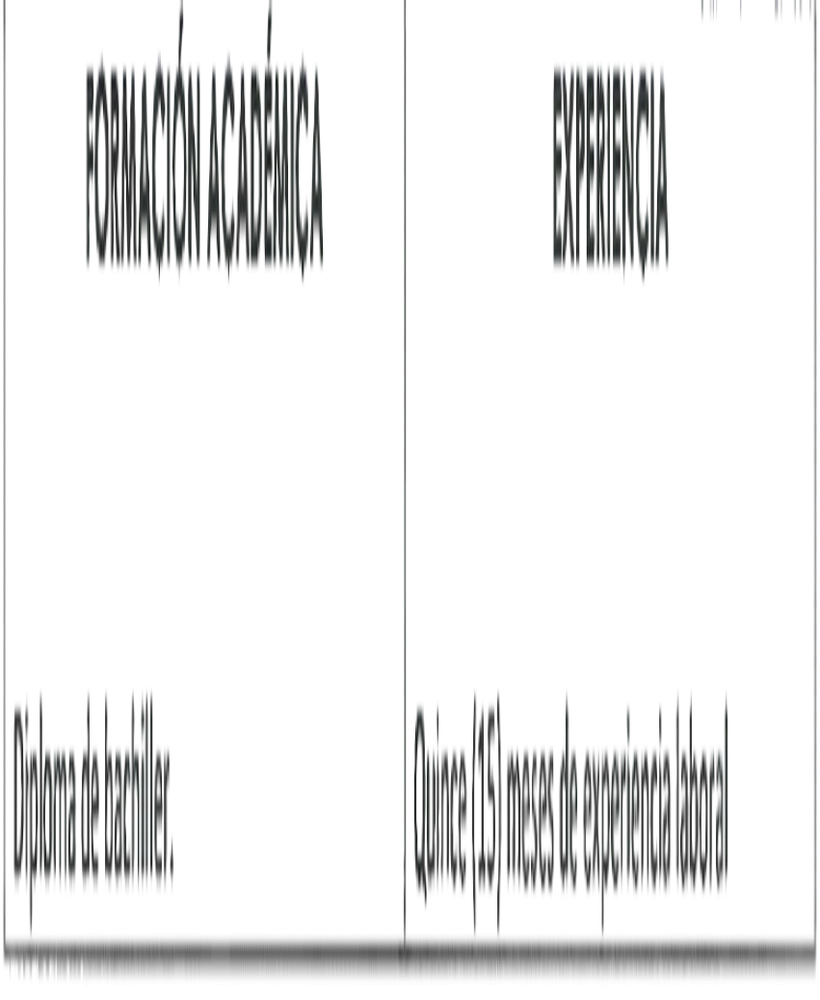 FORMACIÓN ACADÉMICA
EXPERIENCIA
Diploma de bachiller.
Quince (15) meses de experiencia laboral